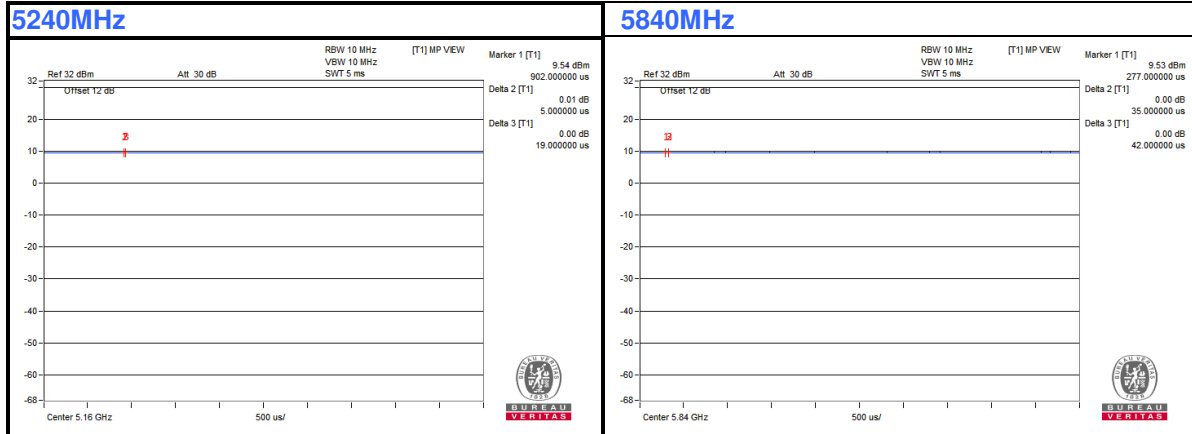 5240MHz
RBW 10 MHz [T1] MP VIEW
VBW 10 MHz
Ref 32 dBm Att 30 dB SWT 5 ms
Marker 1 [T1]
9.54 dBm
902.000000 us
Delta 2 [T1]
0.01 dB
5.000000 us
Delta 3 [T1]
0.00 dB
19.000000 us
32
Offset 12 dB
20
10
0
-10
-20
-30
-40
-50
-60
-68
Center 5.16 GHz 500 us/
BUREAU VERITAS
1828
BUREAU
VERITAS
5840MHz
RBW 10 MHz [T1] MP VIEW
VBW 10 MHz
Ref 32 dBm Att 30 dB SWT 5 ms
Marker 1 [T1]
9.53 dBm
277.000000 us
Delta 2 [T1]
0.00 dB
35.000000 us
Delta 3 [T1]
0.00 dB
42.000000 us
32
Offset 12 dB
20
10
0
-10
-20
-30
-40
-50
-60
-68
Center 5.84 GHz 500 us/
BUREAU VERITAS
1828
BUREAU
VERITAS